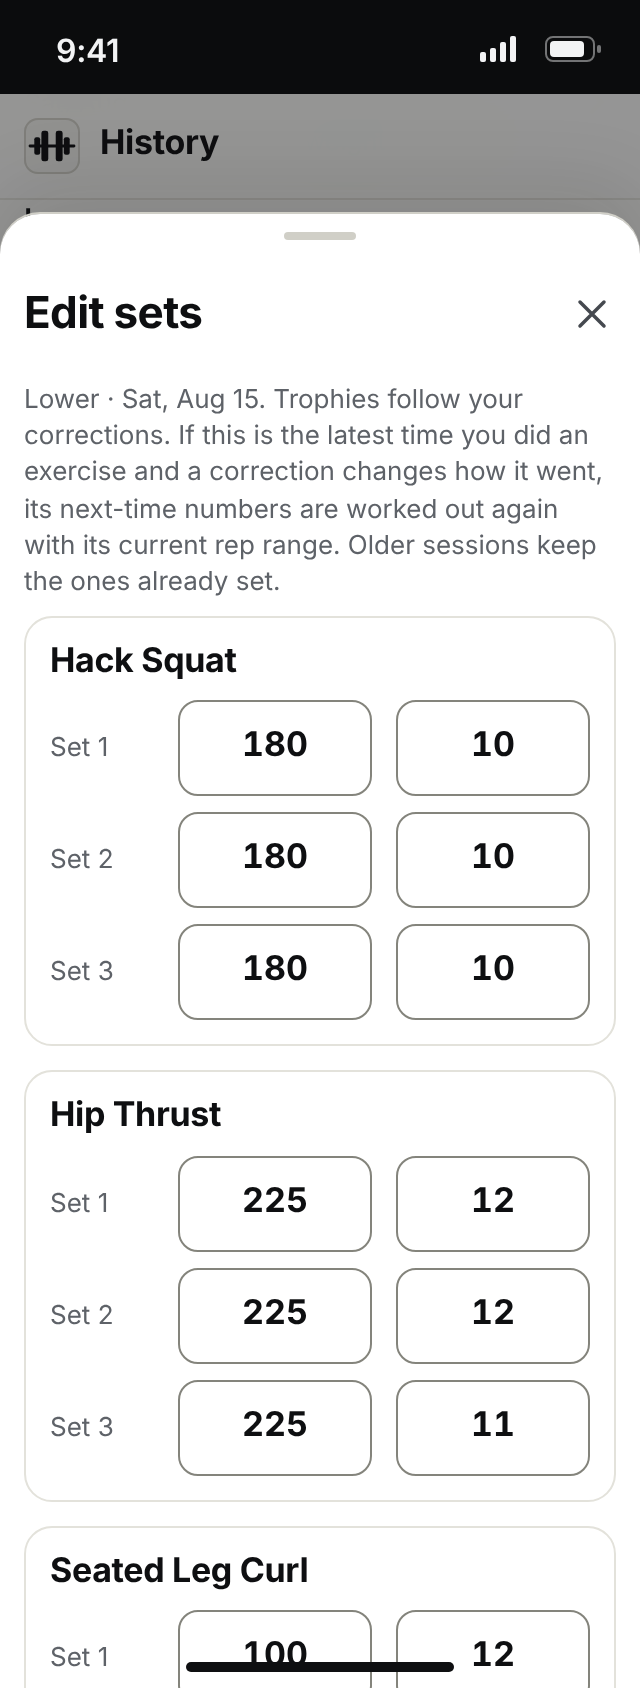 9:41
History
Edit sets
Lower · Sat, Aug 15. Trophies follow your
corrections. If this is the latest time you did an
exercise and a correction changes how it went,
its next-time numbers are worked out again
with its current rep range. Older sessions keep
the ones already set.
Hack Squat
Set 1 180 10
Set 2 180 10
Set 3 180 10
Hip Thrust
Set 1 225 12
Set 2 225 12
Set 3 225 11
Seated Leg Curl
Set 1 100 12